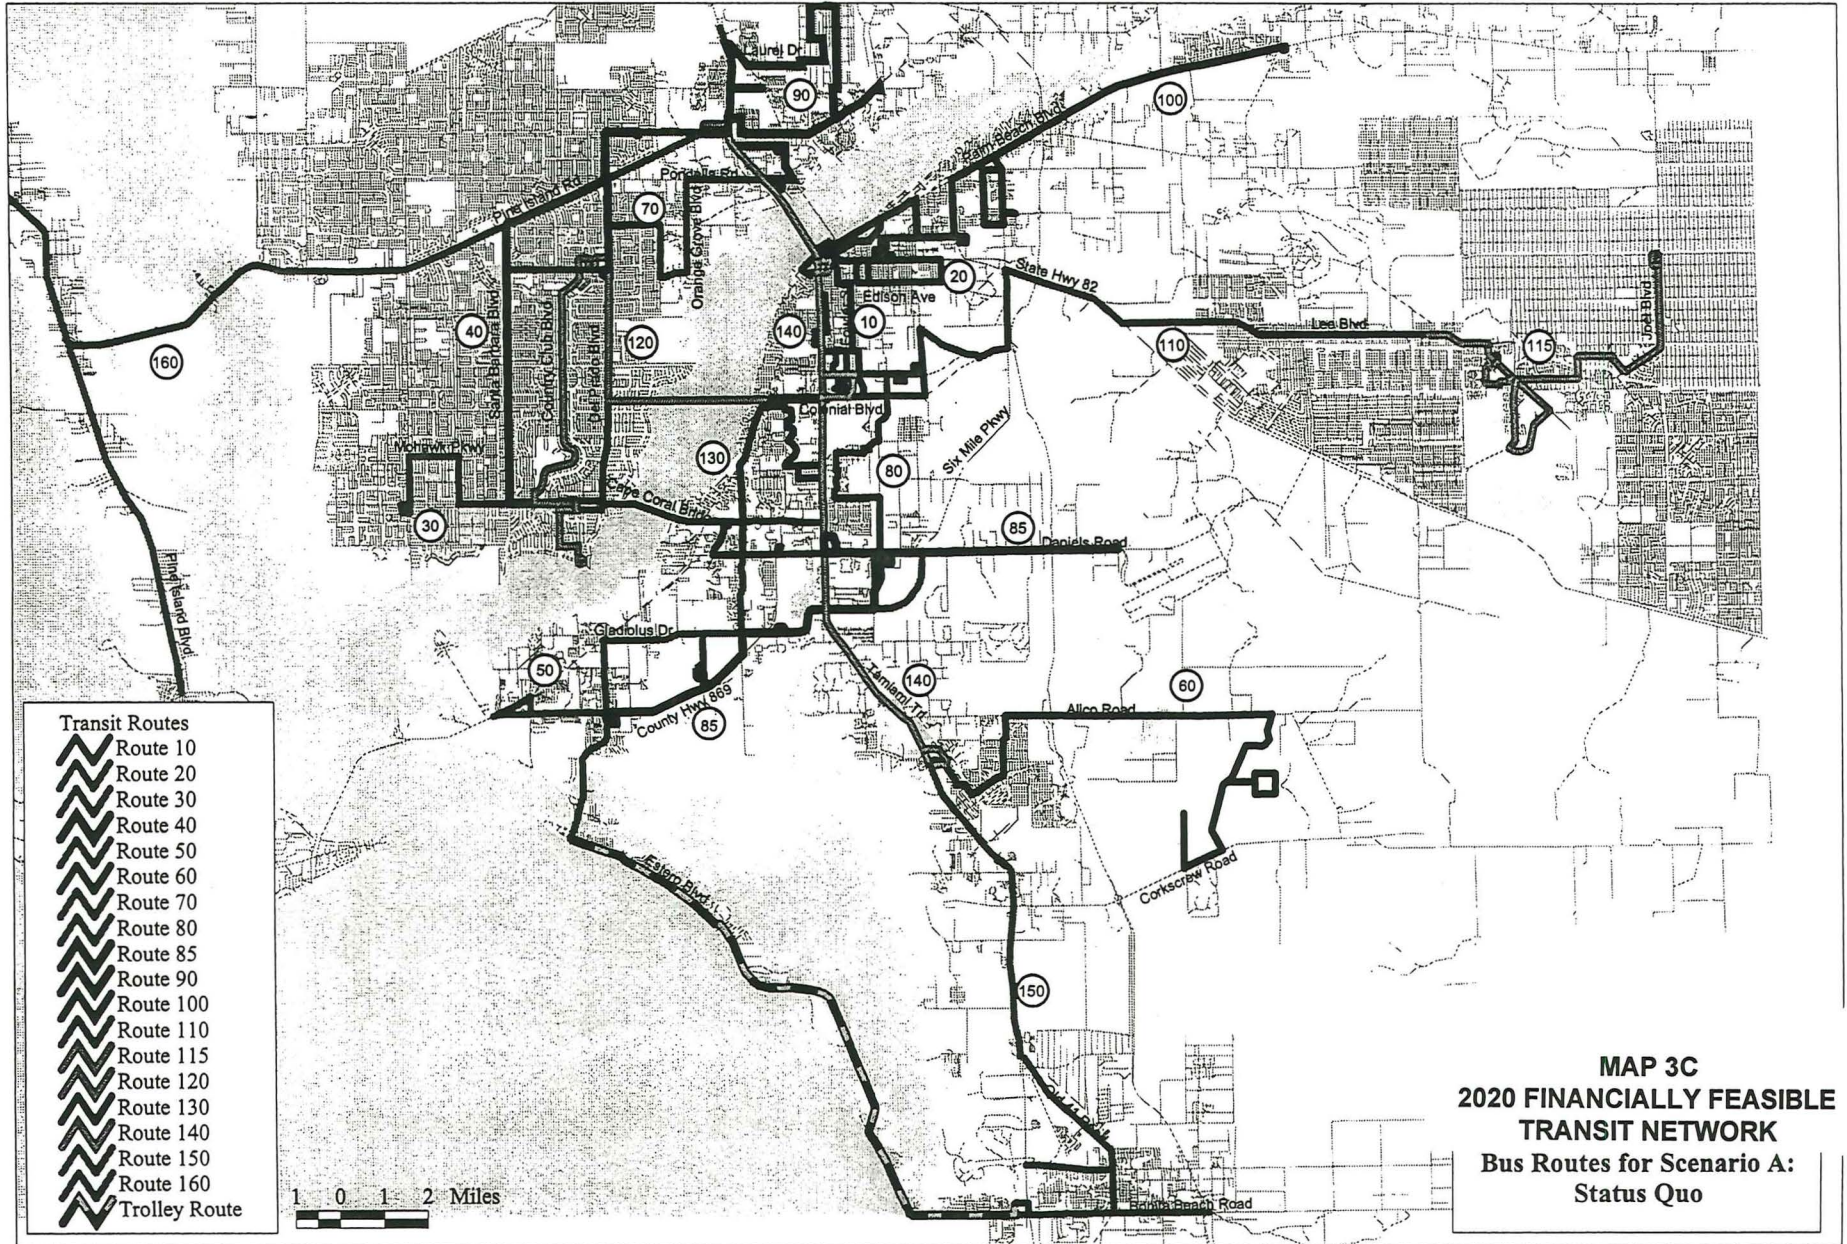 Laurel Dr
90
100
Palm Beach Blvd
Pondella Rd
Pine Island Rd
70
Orange Grove Blvd
20
State Hwy 82
Edison Ave
Santa Barbara Blvd
Country Club Blvd
Del Prado Blvd
40
120
140
10
Lee Blvd
Joel Blvd
110
115
160
Colonial Blvd
Mohawk Pkwy
130
80
Six Mile Pkwy
Cape Coral Brdg
30
85
Daniels Road
Pine Island Blvd
Gladiolus Dr
50
140
Tamiami Trl
60
County Hwy 869
85
Alico Road
Estero Blvd
Corkscrew Road
150
Bonita Beach Road
Transit Routes
Route 10
Route 20
Route 30
Route 40
Route 50
Route 60
Route 70
Route 80
Route 85
Route 90
Route 100
Route 110
Route 115
Route 120
Route 130
Route 140
Route 150
Route 160
Trolley Route
1 0 1 2 Miles
MAP 3C
2020 FINANCIALLY FEASIBLE
TRANSIT NETWORK
Bus Routes for Scenario A:
Status Quo